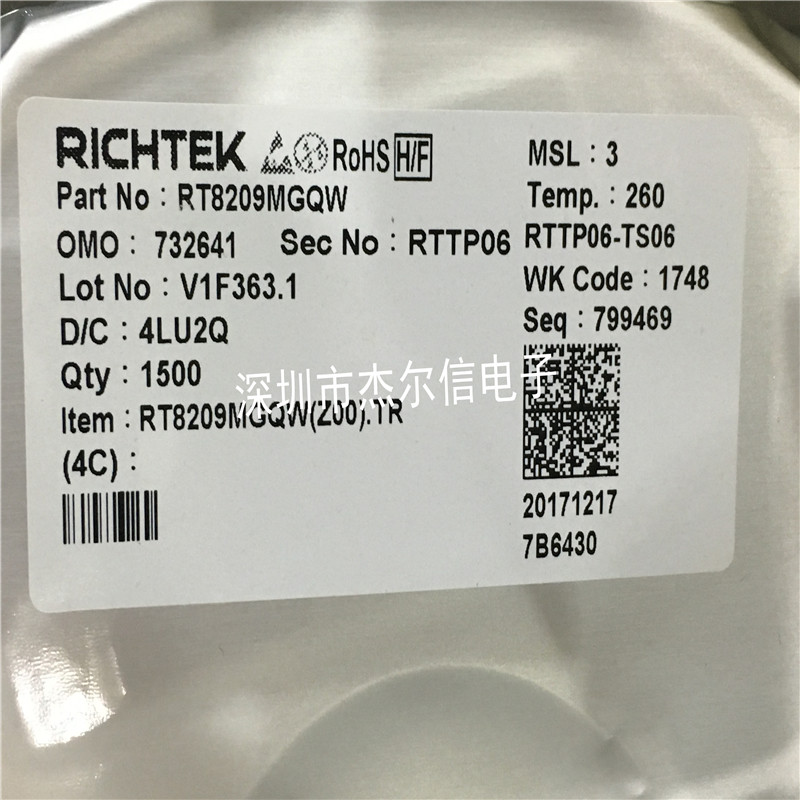 RICHTEK RoHS H/F
Part No : RT8209MGQW
OMO : 732641 Sec No : RTTP06
Lot No : V1F363.1
D/C : 4LU2Q
Qty : 1500
Item : RT8209MGQW(Z00).TR
(4C) :
MSL : 3
Temp. : 260
RTTP06-TS06
WK Code : 1748
Seq : 799469
20171217
7B6430
深圳市杰尔信电子